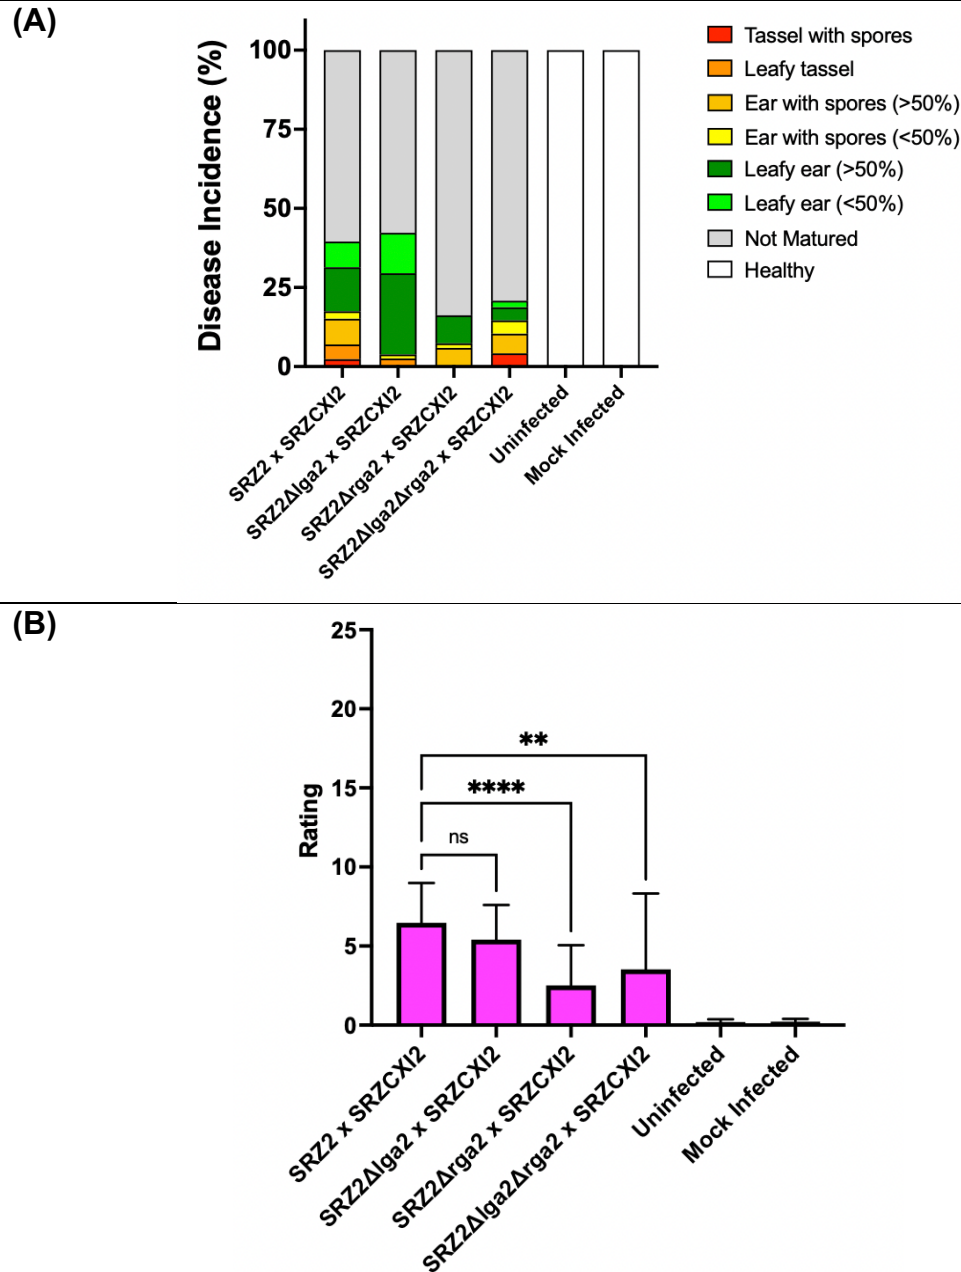 (A)
Disease Incidence (%)
100
75
50
25
0
SRZ2 x SRZCXI2
SRZ2Δlga2 x SRZCXI2
SRZ2Δrga2 x SRZCXI2
SRZ2Δlga2Δrga2 x SRZCXI2
Uninfected
Mock Infected
Tassel with spores
Leafy tassel
Ear with spores (>50%)
Ear with spores (<50%)
Leafy ear (>50%)
Leafy ear (<50%)
Not Matured
Healthy
(B)
Rating
25
20
15
10
5
0
**
****
ns
SRZ2 x SRZCXI2
SRZ2Δlga2 x SRZCXI2
SRZ2Δrga2 x SRZCXI2
SRZ2Δlga2Δrga2 x SRZCXI2
Uninfected
Mock Infected